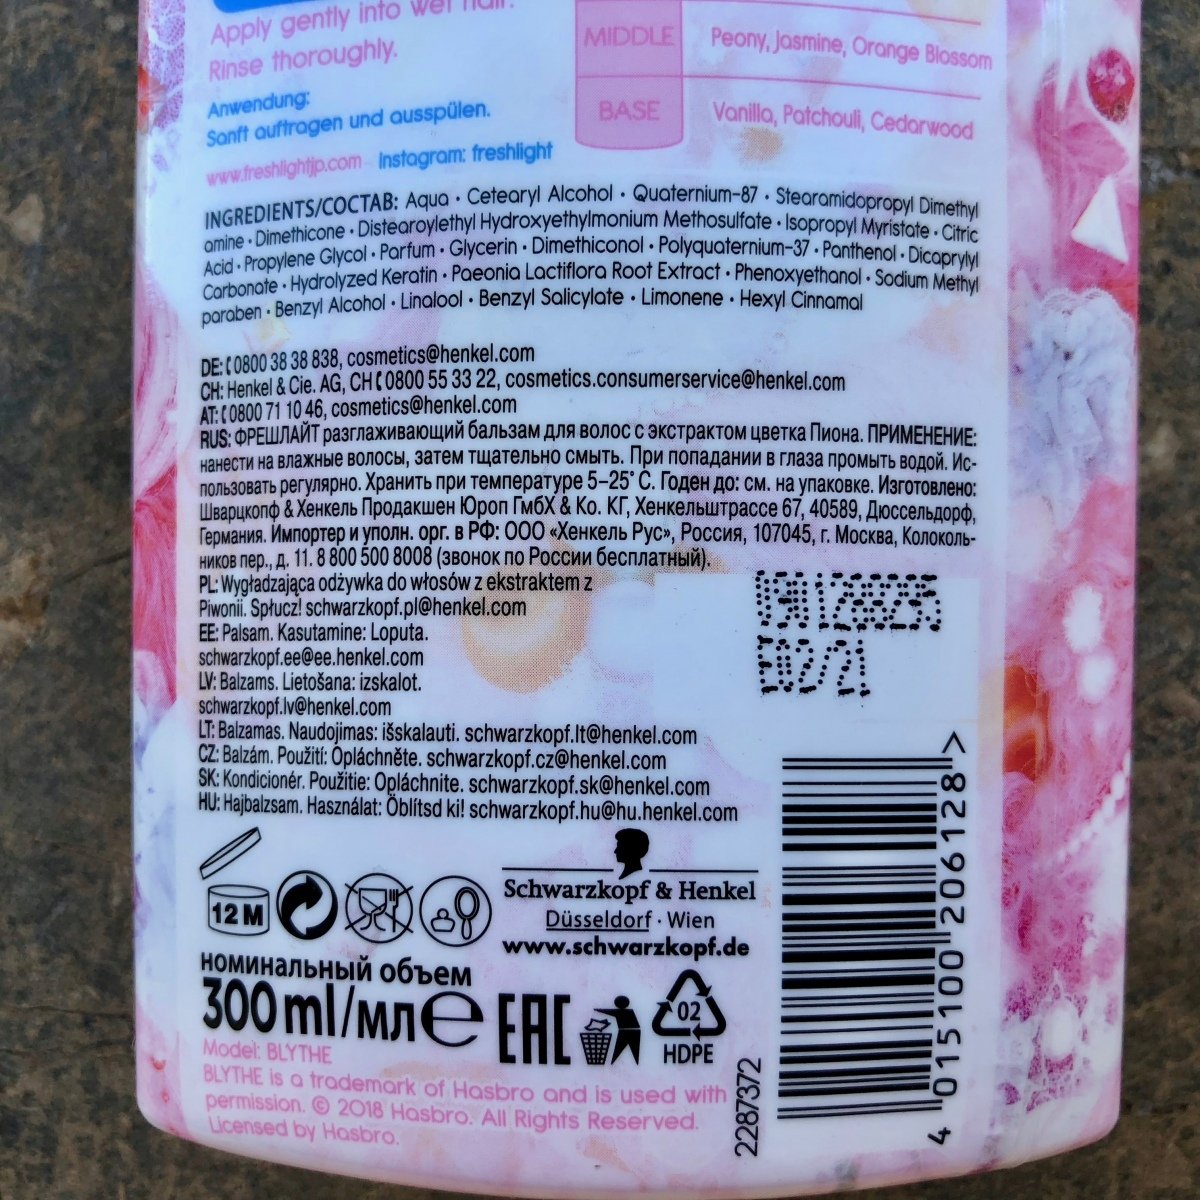 Apply gently into wet hair.
Rinse thoroughly.
Anwendung:
Sanft auftragen und ausspülen.
www.freshlightjp.com Instagram: freshlight
MIDDLE Peony, Jasmine, Orange Blossom
BASE Vanilla, Patchouli, Cedarwood
INGREDIENTS/СОСТАВ: Aqua · Cetearyl Alcohol · Quaternium-87 · Stearamidopropyl Dimethyl
amine · Dimethicone · Distearoylethyl Hydroxyethylmonium Methosulfate · Isopropyl Myristate · Citric
Acid · Propylene Glycol · Parfum · Glycerin · Dimethiconol · Polyquaternium-37 · Panthenol · Dicaprylyl
Carbonate · Hydrolyzed Keratin · Paeonia Lactiflora Root Extract · Phenoxyethanol · Sodium Methyl
paraben · Benzyl Alcohol · Linalool · Benzyl Salicylate · Limonene · Hexyl Cinnamal
DE: 0800 38 38 838, cosmetics@henkel.com
CH: Henkel & Cie. AG, CH 0800 55 33 22, cosmetics.consumerservice@henkel.com
AT: 0800 71 10 46, cosmetics@henkel.com
RUS: ФРЕШЛАЙТ разглаживающий бальзам для волос с экстрактом цветка Пиона. ПРИМЕНЕНИЕ:
нанести на влажные волосы, затем тщательно смыть. При попадании в глаза промыть водой. Ис-
пользовать регулярно. Хранить при температуре 5–25° С. Годен до: см. на упаковке. Изготовлено:
Шварцкопф & Хенкель Продакшен Юроп ГмбХ & Ко. КГ, Хенкельштрассе 67, 40589, Дюссельдорф,
Германия. Импортер и уполн. орг. в РФ: ООО «Хенкель Рус», Россия, 107045, г. Москва, Колоколь-
ников пер., д. 11. 8 800 500 8008 (звонок по России бесплатный).
PL: Wygładzająca odżywka do włosów z ekstraktem z
Piwonii. Spłucz! schwarzkopf.pl@henkel.com
EE: Palsam. Kasutamine: Loputa.
schwarzkopf.ee@ee.henkel.com
LV: Balzams. Lietošana: izskalot.
schwarzkopf.lv@henkel.com
LT: Balzamas. Naudojimas: išskalauti. schwarzkopf.lt@henkel.com
CZ: Balzám. Použití: Opláchněte. schwarzkopf.cz@henkel.com
SK: Kondicionér. Použitie: Opláchnite. schwarzkopf.sk@henkel.com
HU: Hajbalzsam. Használat: Öblítsd ki! schwarzkopf.hu@hu.henkel.com
E02/21
12 M
Schwarzkopf & Henkel
Düsseldorf · Wien
www.schwarzkopf.de
номинальный объем
300 ml/мл e
EAC
02
HDPE
Model: BLYTHE
BLYTHE is a trademark of Hasbro and is used with
permission. © 2018 Hasbro. All Rights Reserved.
Licensed by Hasbro.
2287372
4 015100 206128 >